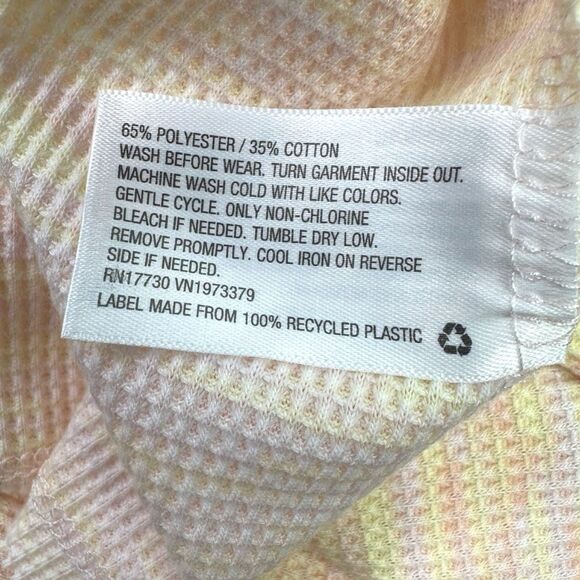 65% POLYESTER / 35% COTTON
WASH BEFORE WEAR. TURN GARMENT INSIDE OUT.
MACHINE WASH COLD WITH LIKE COLORS.
GENTLE CYCLE. ONLY NON-CHLORINE
BLEACH IF NEEDED. TUMBLE DRY LOW.
REMOVE PROMPTLY. COOL IRON ON REVERSE
SIDE IF NEEDED.
RN17730 VN1973379
LABEL MADE FROM 100% RECYCLED PLASTIC